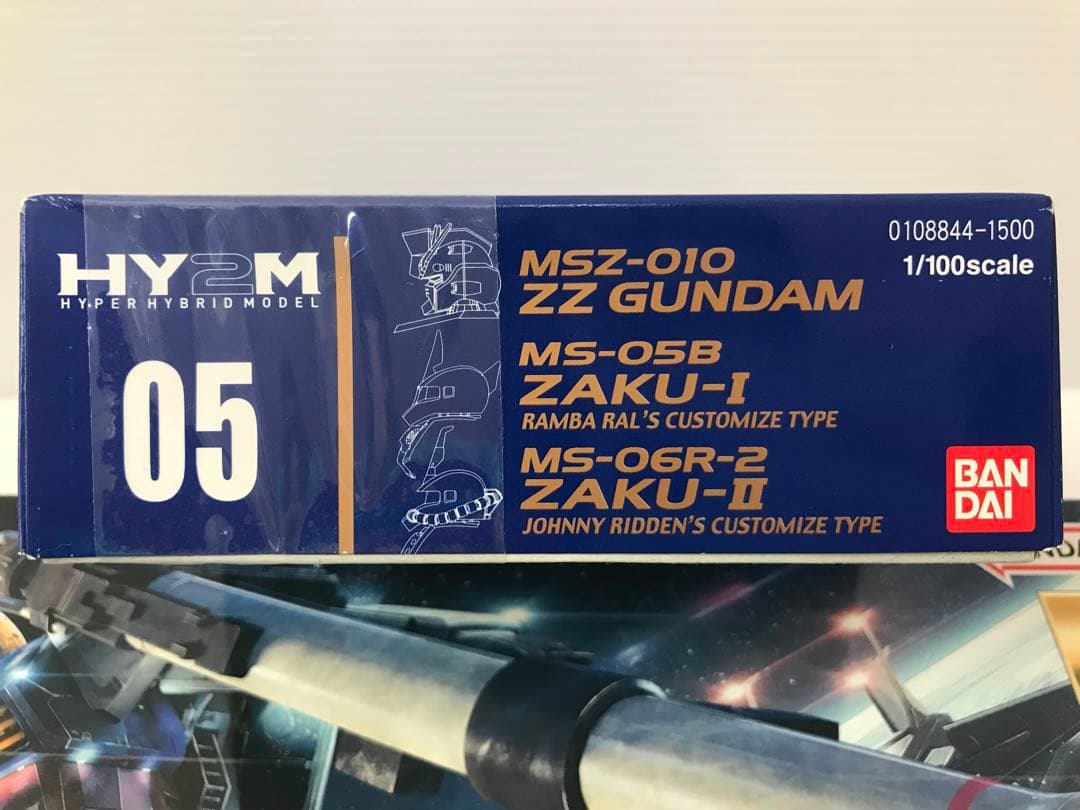 HY2M
HYPER HYBRID MODEL
05
MSZ-010
ZZ GUNDAM
MS-05B
ZAKU-I
RAMBA RAL'S CUSTOMIZE TYPE
MS-06R-2
ZAKU-II
JOHNNY RIDDEN'S CUSTOMIZE TYPE
0108844-1500
1/100scale
BAN
DAI